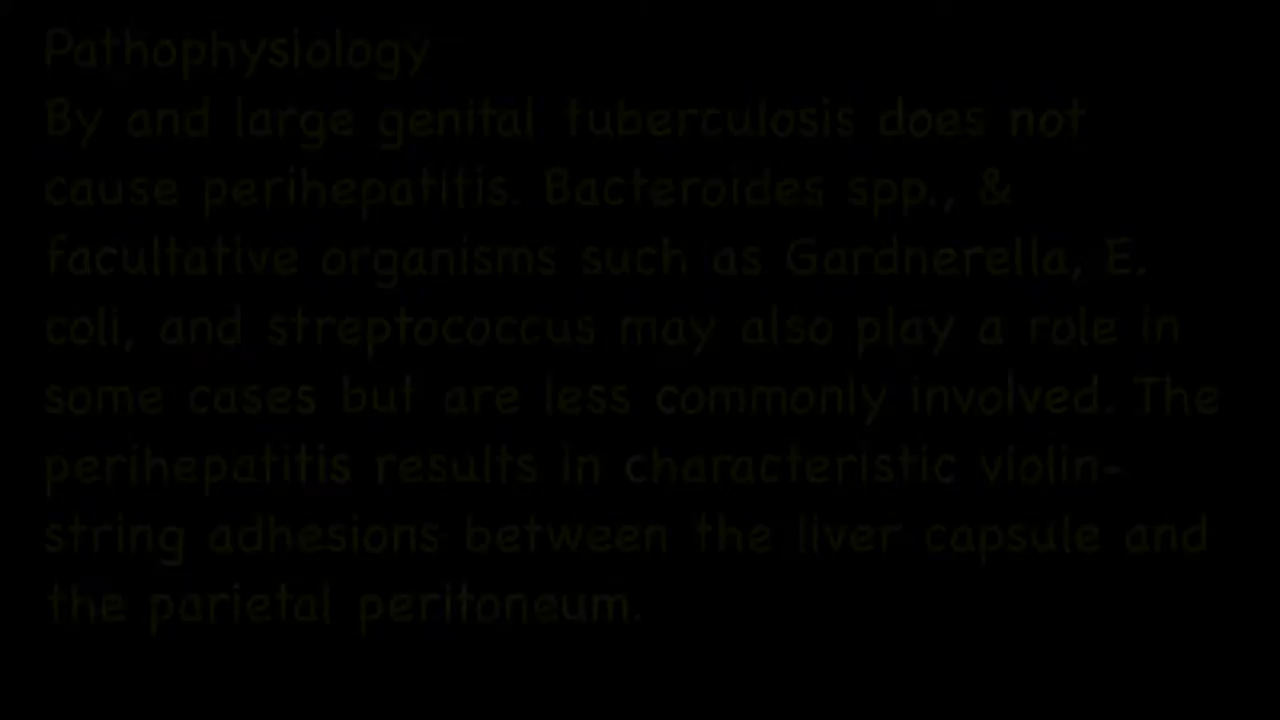 Pathophysiology
By and large genital tuberculosis does not
cause perihepatitis. Bacteroides spp., &
Facultative organisms such as Gardnerella, E.
coli, and streptococcus may also play a role in
some cases but are less commonly involved. The
perihepatitis results in characteristic violin-
string adhesions between the liver capsule and
the parietal peritoneum.